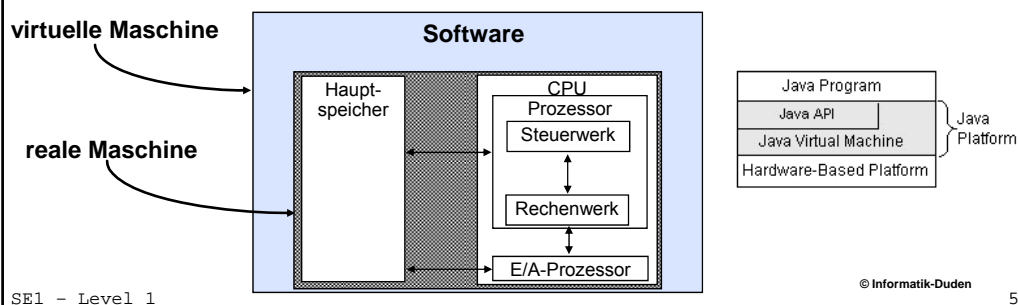 virtuelle Maschine
reale Maschine
Software
Haupt-
speicher
CPU
Prozessor
Steuerwerk
Rechenwerk
E/A-Prozessor
Java Program
Java API
Java Virtual Machine
Hardware-Based Platform
Java
Platform
© Informatik-Duden
SE1 – Level 1
5